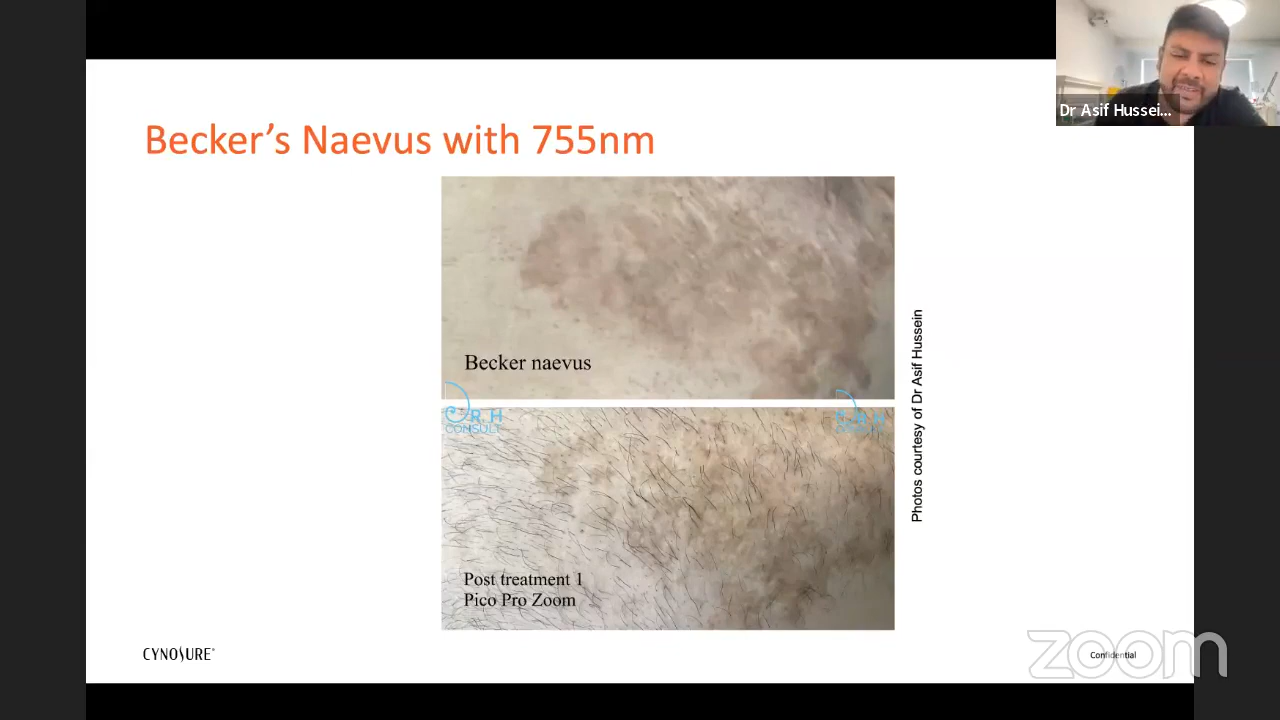 Dr Asif Hussei...
Becker's Naevus with 755nm
Becker naevus
R H
CONSULT
Post treatment 1
Pico Pro Zoom
Photos courtesy of Dr Asif Hussein
CYNOSURE
Confidential
zoom